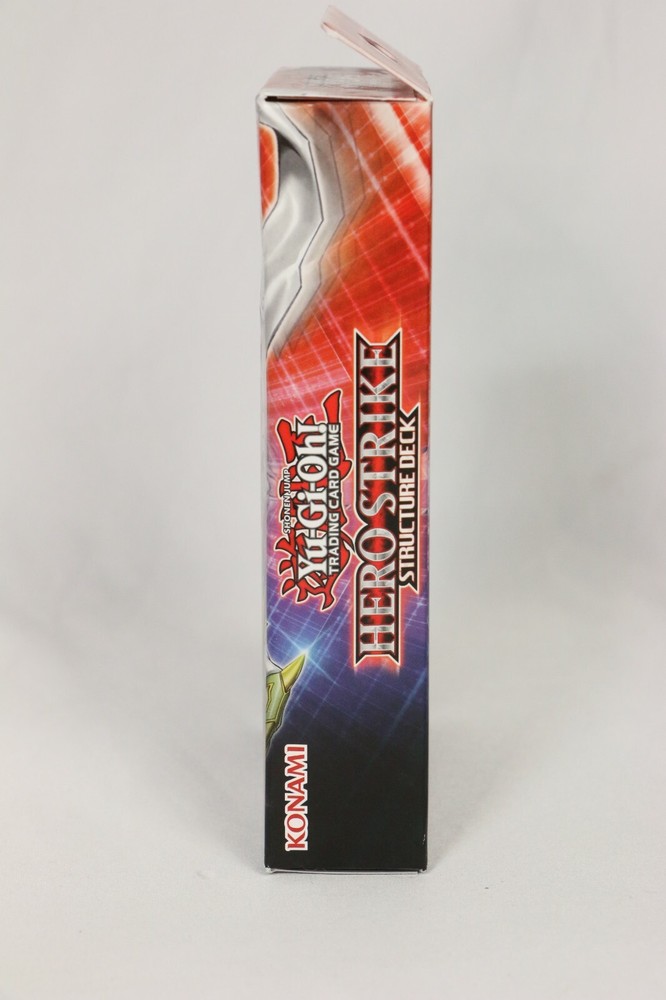 SHONEN JUMP
Yu-Gi-Oh!
TRADING CARD GAME
HERO STRIKE
STRUCTURE DECK
KONAMI